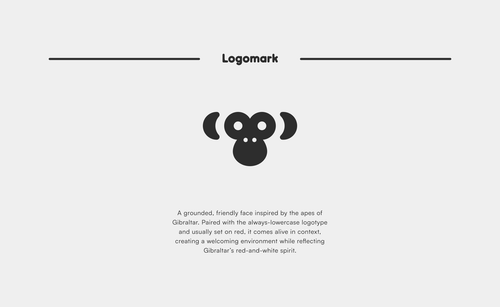 Logomark
A grounded, friendly face inspired by the apes of
Gibraltar. Paired with the always-lowercase logotype
and usually set on red, it comes alive in context,
creating a welcoming environment while reflecting
Gibraltar's red-and-white spirit.